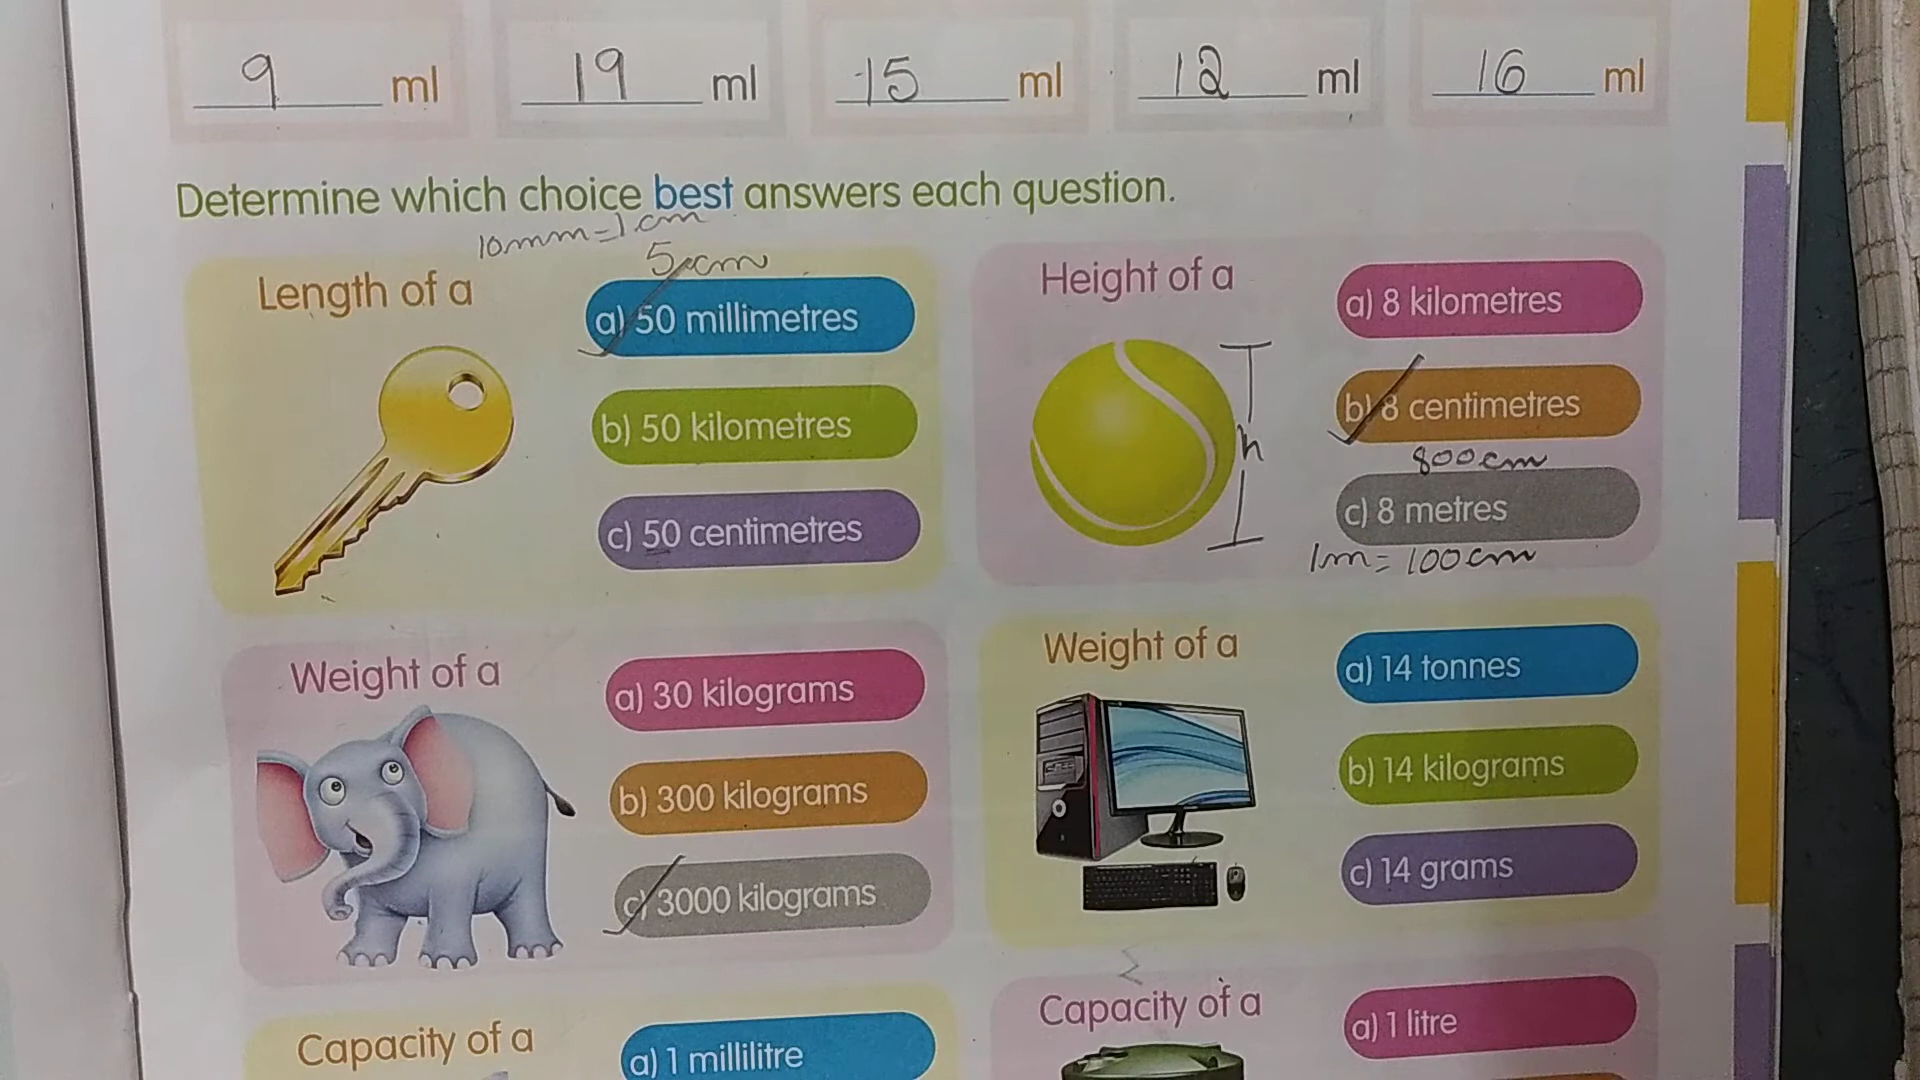 9 ml
19 ml
15 ml
12 ml
16 ml
Determine which choice best answers each question.
10mm=1cm
5cm
Length of a
a) 50 millimetres
b) 50 kilometres
c) 50 centimetres
Height of a
h
a) 8 kilometres
b) 8 centimetres
800cm
c) 8 metres
1m=100cm
Weight of a
a) 30 kilograms
b) 300 kilograms
c) 3000 kilograms
Weight of a
a) 14 tonnes
b) 14 kilograms
c) 14 grams
Capacity of a
a) 1 millilitre
Capacity of a
a) 1 litre